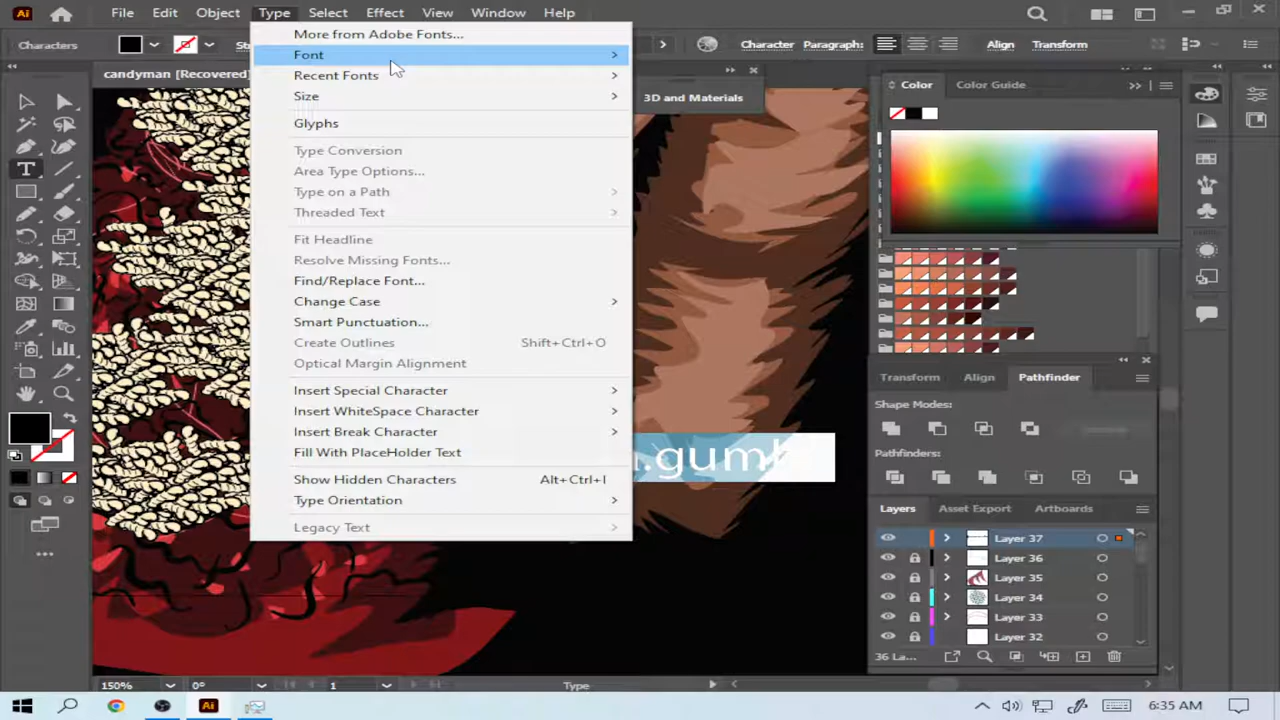 Ai File Edit Object Type Select Effect View Window Help
Characters Character Paragraph: Align Transform
candyman [Recovered]
More from Adobe Fonts...
Font
Recent Fonts
Size
Glyphs
Type Conversion
Area Type Options...
Type on a Path
Threaded Text
Fit Headline
Resolve Missing Fonts...
Find/Replace Font...
Change Case
Smart Punctuation...
Create Outlines Shift+Ctrl+O
Optical Margin Alignment
Insert Special Character
Insert WhiteSpace Character
Insert Break Character
Fill With PlaceHolder Text
Show Hidden Characters Alt+Ctrl+I
Type Orientation
Legacy Text
3D and Materials
Color Color Guide
Transform Align Pathfinder
Shape Modes:
Pathfinders:
Layers Asset Export Artboards
Layer 37
Layer 36
Layer 35
Layer 34
Layer 33
Layer 32
36 La...
150% 0° 1 Type
Ai 6:35 AM